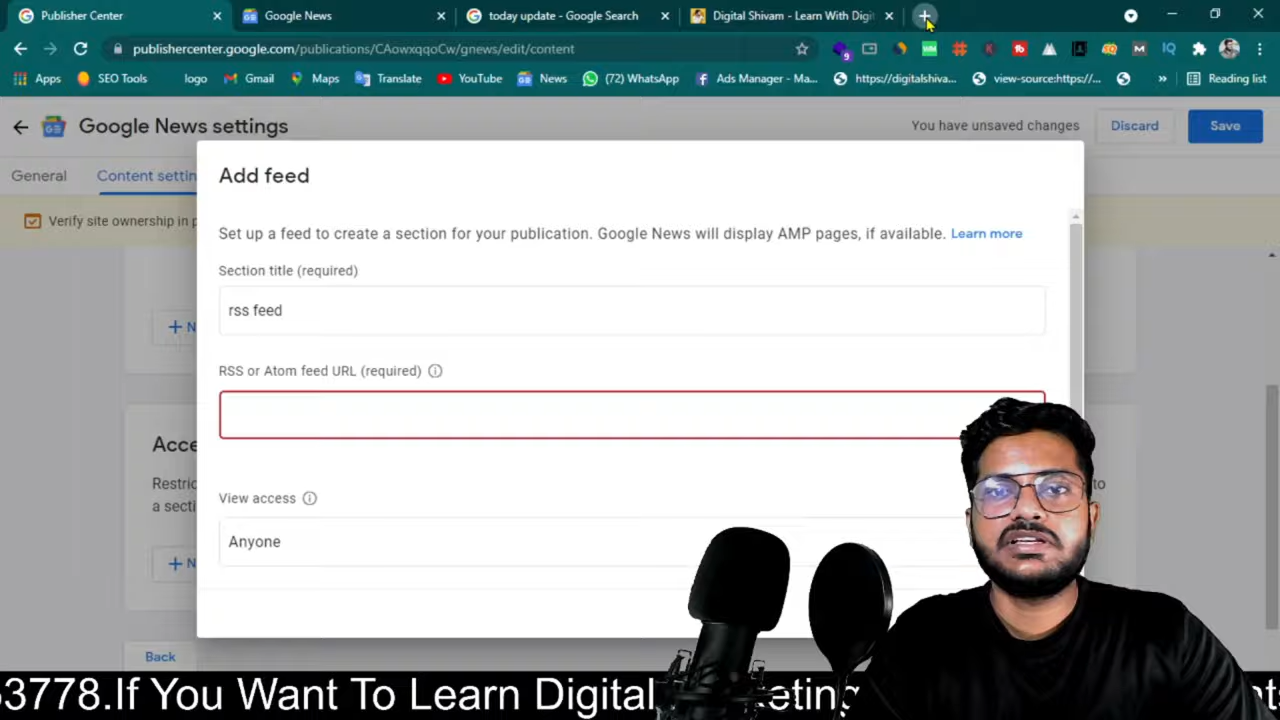 Publisher Center
Google News
today update - Google Search
Digital Shivam - Learn With Digi
publishercenter.google.com/publications/CAowxqqoCw/gnews/edit/content
9
Apps
SEO Tools
logo
Gmail
Maps
Translate
YouTube
News
(72) WhatsApp
Ads Manager - Ma...
https://digitalshiva...
view-source:https://...
»
Reading list
Google News settings
You have unsaved changes
Discard
Save
General
Content settin
Verify site ownership in p
Add feed
Set up a feed to create a section for your publication. Google News will display AMP pages, if available. Learn more
Section title (required)
rss feed
+ N
RSS or Atom feed URL (required)
Acce
Restric
to
a secti
View access
Anyone
+ N
Back
53778.If You Want To Learn Digital